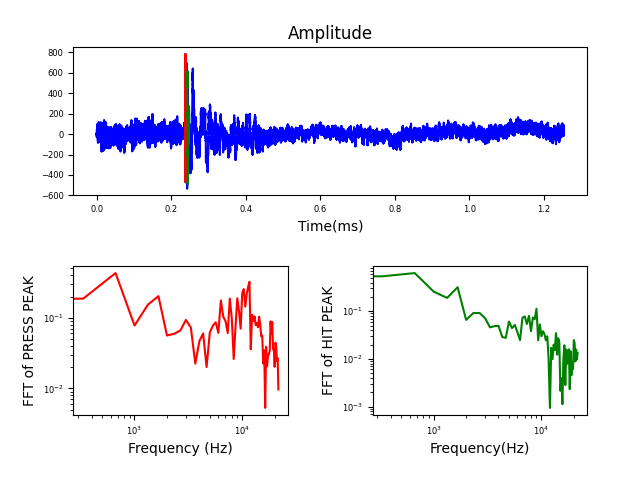 Amplitude
800
600
400
200
0
−200
−400
−600
0.0 0.2 0.4 0.6 0.8 1.0 1.2
Time(ms)
FFT of PRESS PEAK
10⁻¹
10⁻²
10³ 10⁴
Frequency (Hz)
FFT of HIT PEAK
10⁻¹
10⁻²
10⁻³
10³ 10⁴
Frequency(Hz)